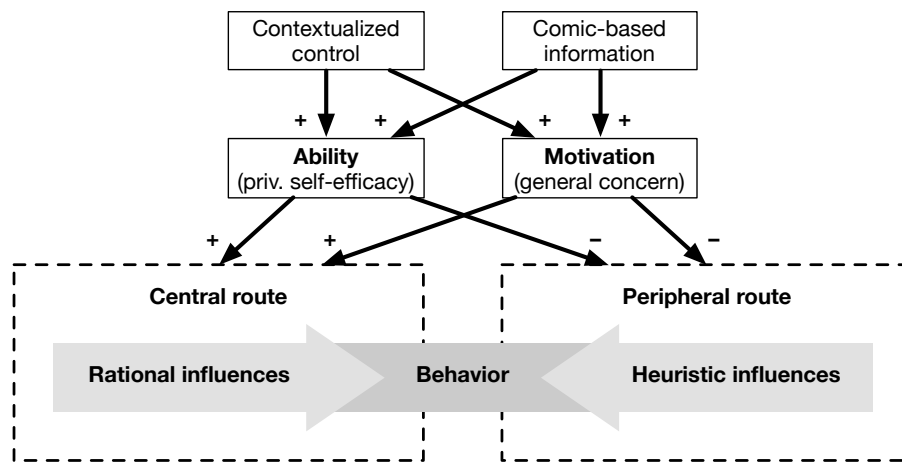 Contextualized
control
Comic-based
information
+
+
+
+
Ability
(priv. self-efficacy)
Motivation
(general concern)
+
+
−
−
Central route
Peripheral route
Rational influences
Behavior
Heuristic influences